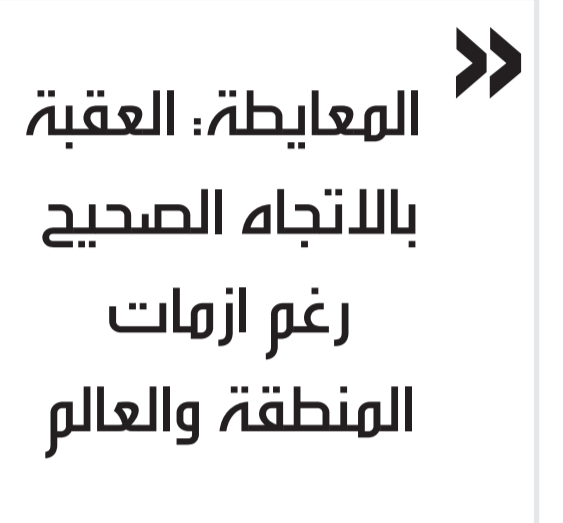 «
المعايطة: العقبة
بالاتجاه الصحيح
رغم ازمات
المنطقة والعالم